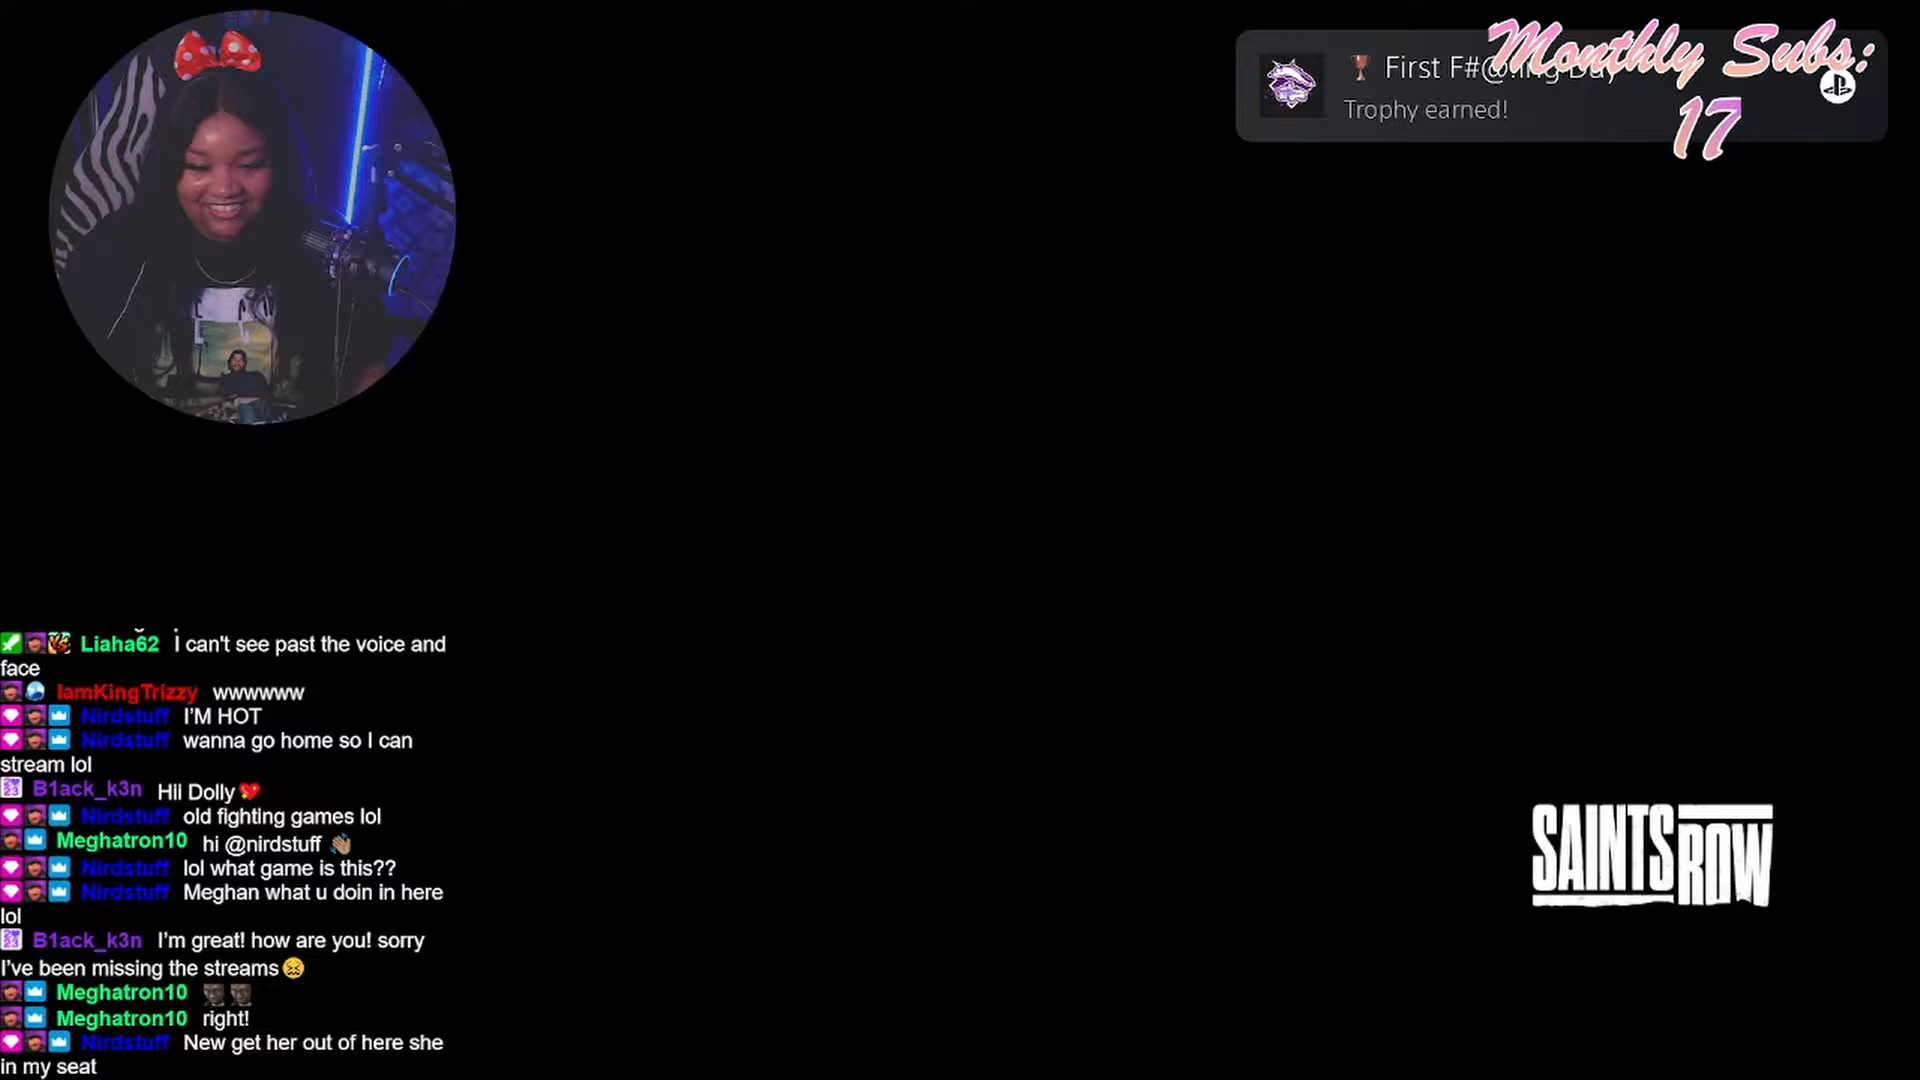 Monthly Subs:
17
First F#@!ing Day
Trophy earned!
Liaha62 I can't see past the voice and
face
IamKingTrizzy wwwwww
Nirdstuff I'M HOT
Nirdstuff wanna go home so I can
stream lol
B1ack_k3n Hii Dolly💖
Nirdstuff old fighting games lol
Meghatron10 hi @nirdstuff 👋🏽
Nirdstuff lol what game is this??
Nirdstuff Meghan what u doin in here
lol
B1ack_k3n I'm great! how are you! sorry
I've been missing the streams😖
Meghatron10
Meghatron10 right!
Nirdstuff New get her out of here she
in my seat
SAINTS ROW